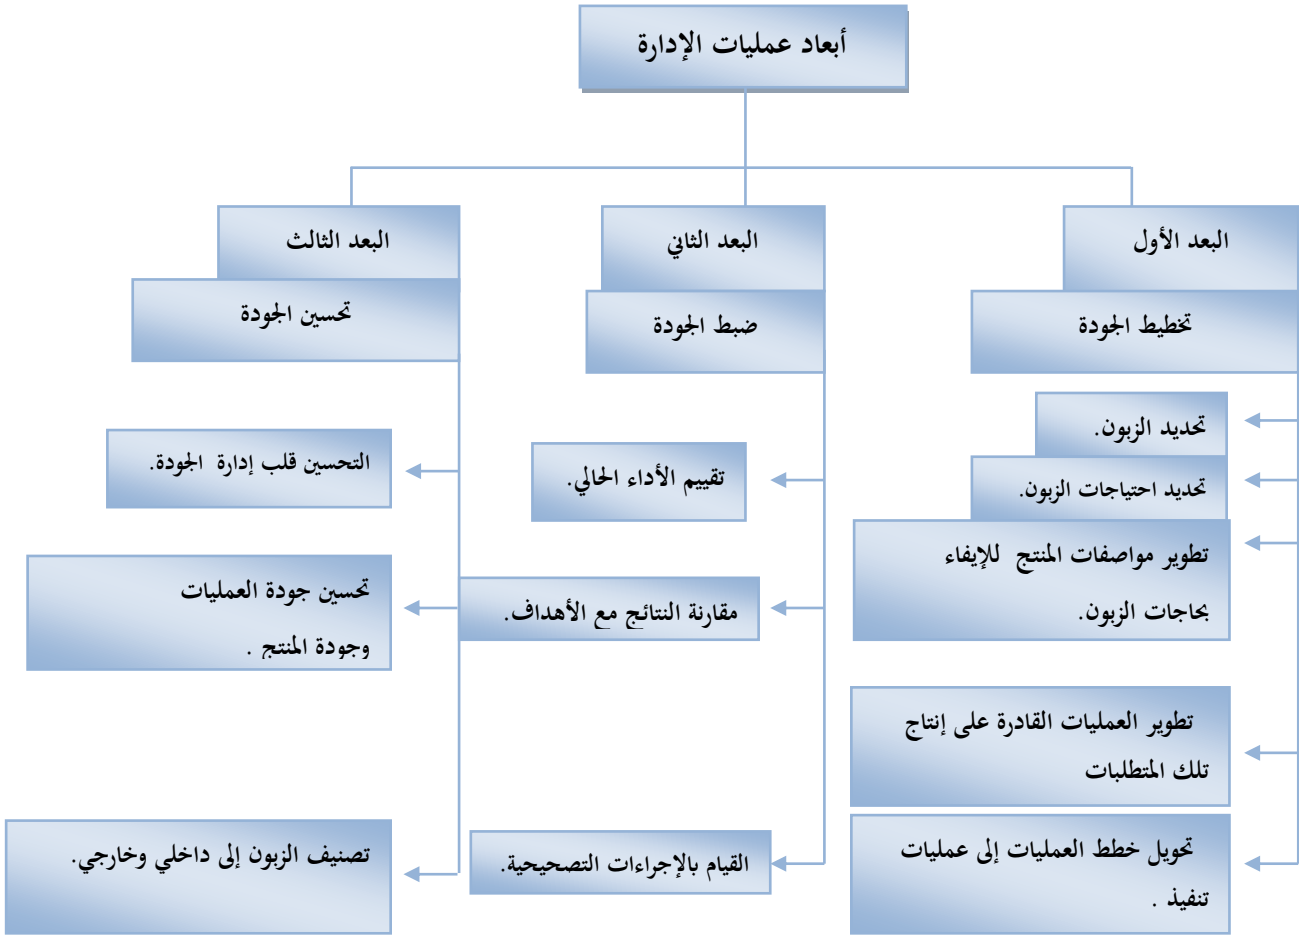 أبعاد عمليات الإدارة
البعد الأول
تخطيط الجودة
تحديد الزبون.
تحديد احتياجات الزبون.
تطوير مواصفات المنتج للإيفاء
بحاجات الزبون.
تطوير العمليات القادرة على إنتاج
تلك المتطلبات
تحويل خطط العمليات إلى عمليات
تنفيذ .
البعد الثاني
ضبط الجودة
تقييم الأداء الحالي.
مقارنة النتائج مع الأهداف.
القيام بالإجراءات التصحيحية.
البعد الثالث
تحسين الجودة
التحسين قلب إدارة الجودة.
تحسين جودة العمليات
وجودة المنتج .
تصنيف الزبون إلى داخلي وخارجي.